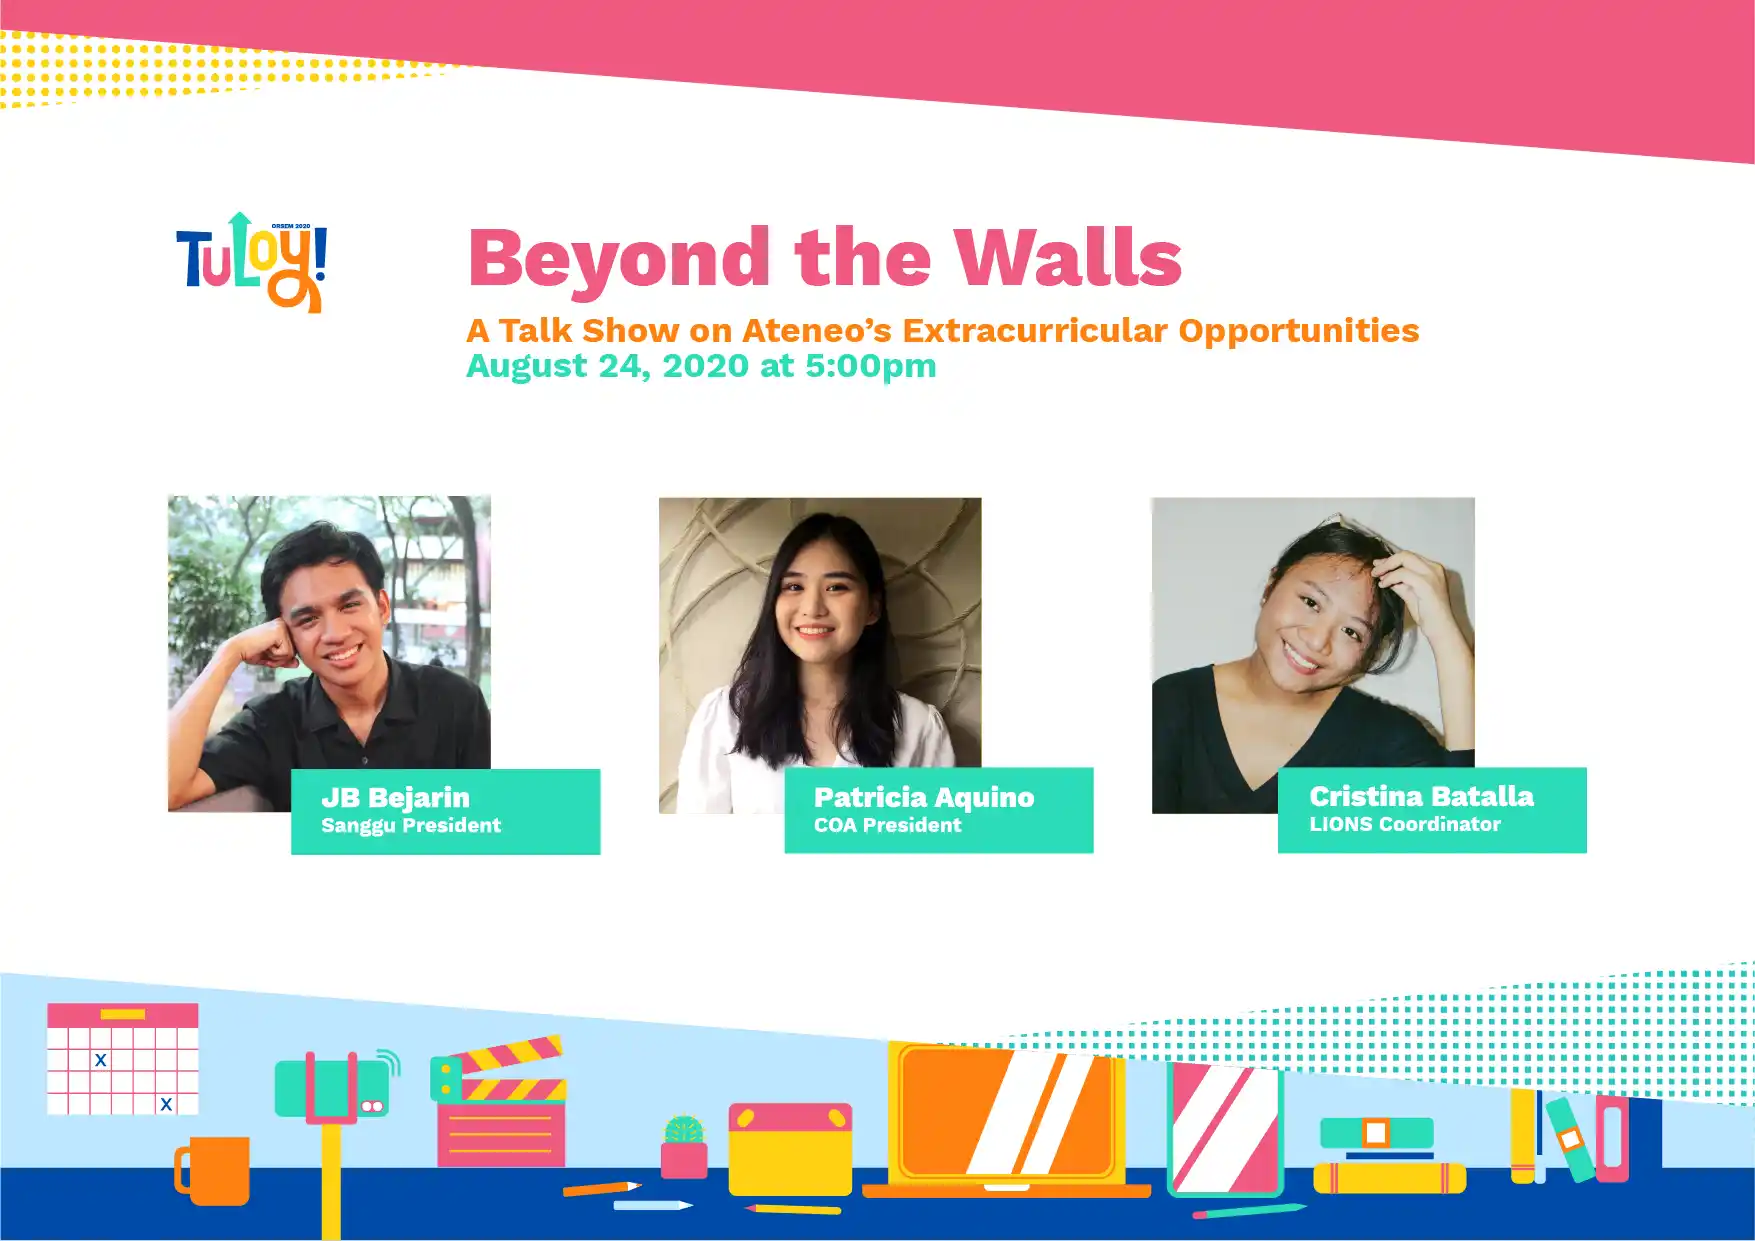 ORSEM 2020
TULOY!
Beyond the Walls
A Talk Show on Ateneo’s Extracurricular Opportunities
August 24, 2020 at 5:00pm
JB Bejarin
Sanggu President
Patricia Aquino
COA President
Cristina Batalla
LIONS Coordinator
X
X